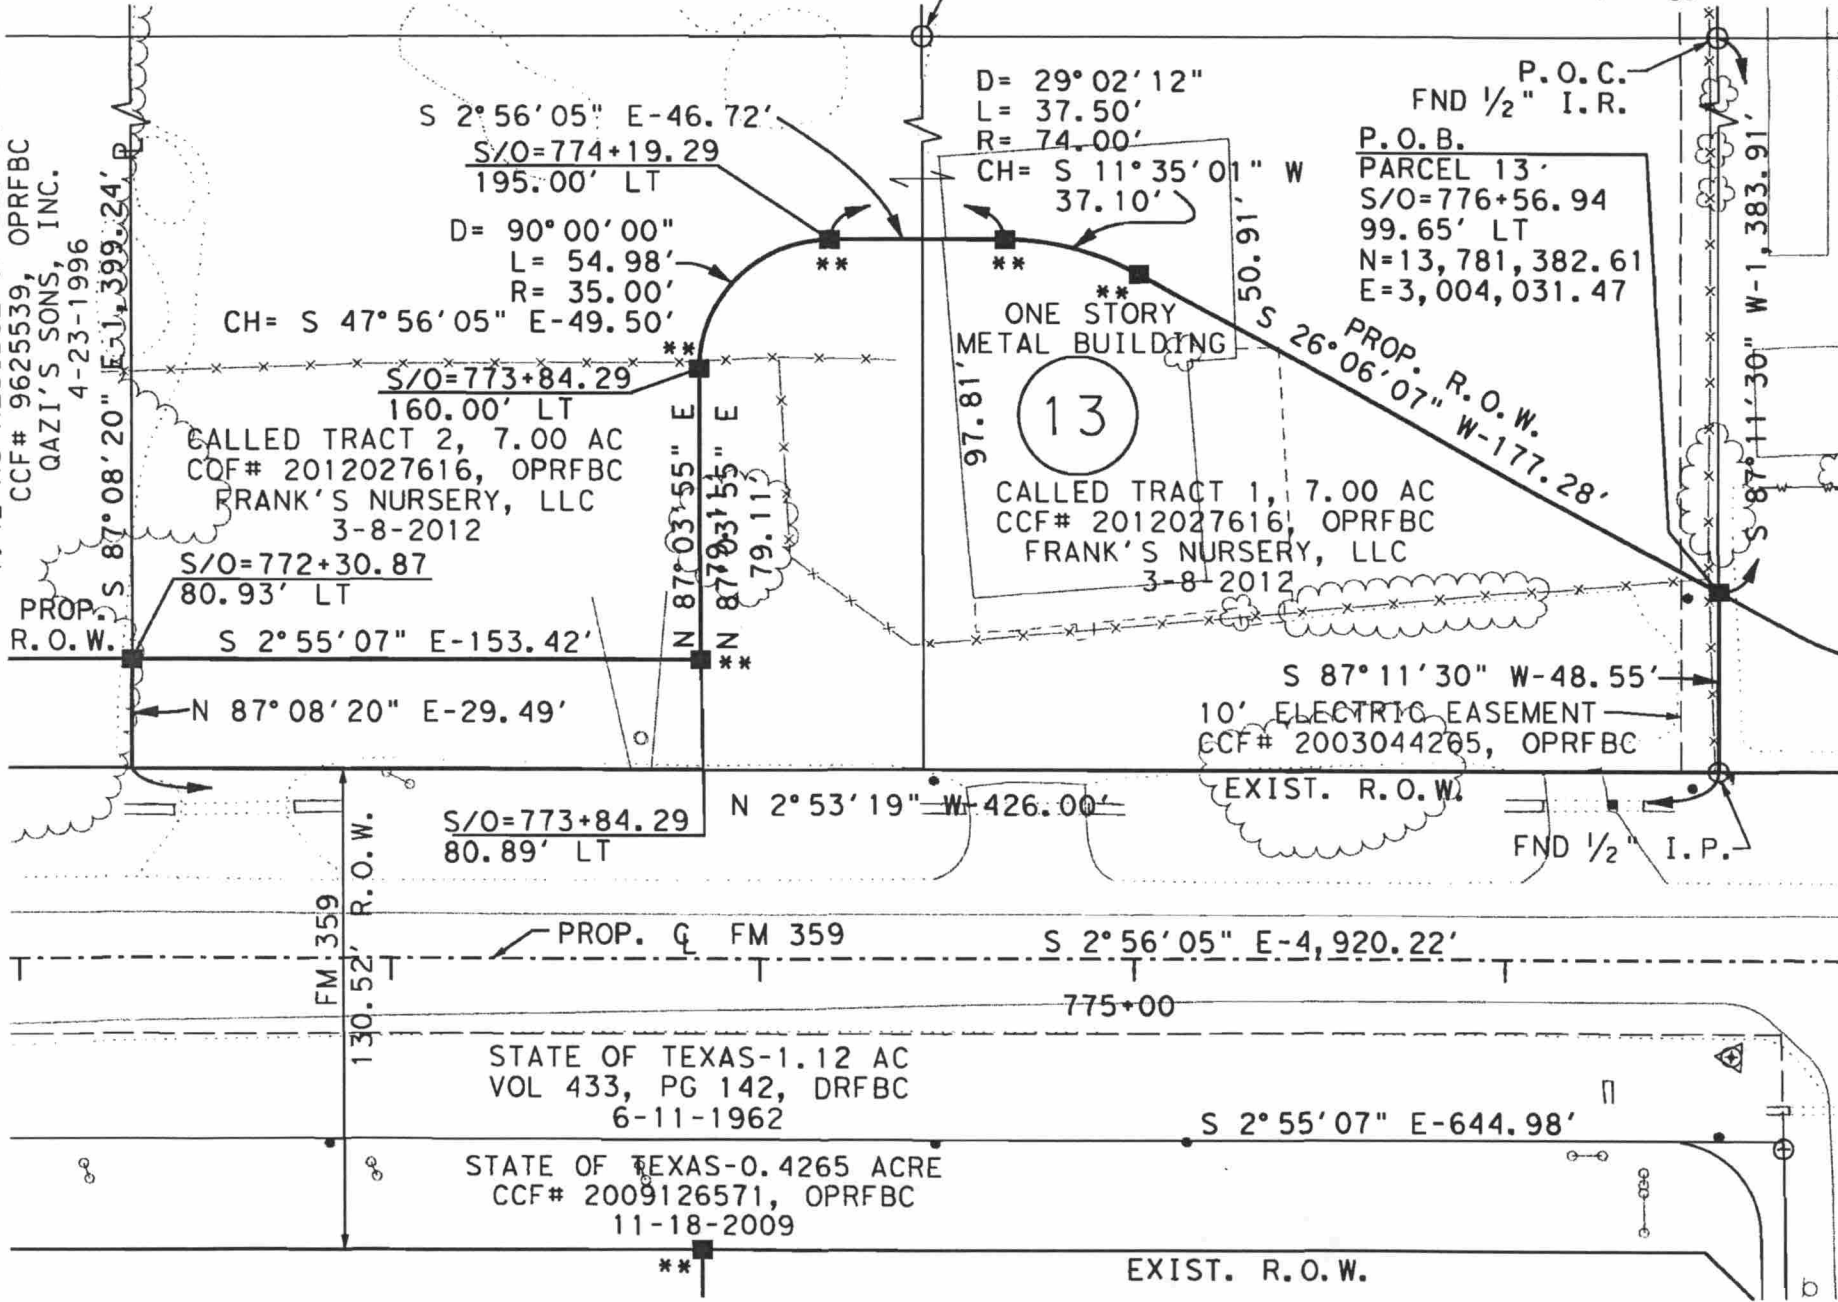 S 2°56'05" E-46.72'
S/O=774+19.29
195.00' LT
D= 90°00'00"
L= 54.98'
R= 35.00'
CH= S 47°56'05" E-49.50'
S/O=773+84.29
160.00' LT
D= 29°02'12"
L= 37.50'
R= 74.00'
CH= S 11°35'01" W
37.10'
P.O.C.
FND 1/2" I.R.
P.O.B.
PARCEL 13
S/O=776+56.94
99.65' LT
N=13,781,382.61
E=3,004,031.47
S 87°11'30" W-1,383.91'
CCF# 9625539, OPRFBC
QAZI'S SONS, INC.
4-23-1996
S 87°08'20" E-1,399.24'
**
**
**
**
ONE STORY
METAL BUILDING
50.91'
97.81'
13
PROP. R.O.W.
S 26°06'07" W-177.28'
CALLED TRACT 2, 7.00 AC
CCF# 2012027616, OPRFBC
FRANK'S NURSERY, LLC
3-8-2012
CALLED TRACT 1, 7.00 AC
CCF# 2012027616, OPRFBC
FRANK'S NURSERY, LLC
3-8-2012
N 87°03'55" E
N 87°03'55" E
79.11'
79.11'
S/O=772+30.87
80.93' LT
PROP.
R.O.W.
S 2°55'07" E-153.42'
**
N 87°08'20" E-29.49'
S 87°11'30" W-48.55'
10' ELECTRIC EASEMENT
CCF# 2003044265, OPRFBC
EXIST. R.O.W.
N 2°53'19" W-426.00'
S/O=773+84.29
80.89' LT
FND 1/2" I.P.
FM 359
130.52' R.O.W.
PROP. ℄ FM 359
S 2°56'05" E-4,920.22'
775+00
STATE OF TEXAS-1.12 AC
VOL 433, PG 142, DRFBC
6-11-1962
S 2°55'07" E-644.98'
STATE OF TEXAS-0.4265 ACRE
CCF# 2009126571, OPRFBC
11-18-2009
**
EXIST. R.O.W.